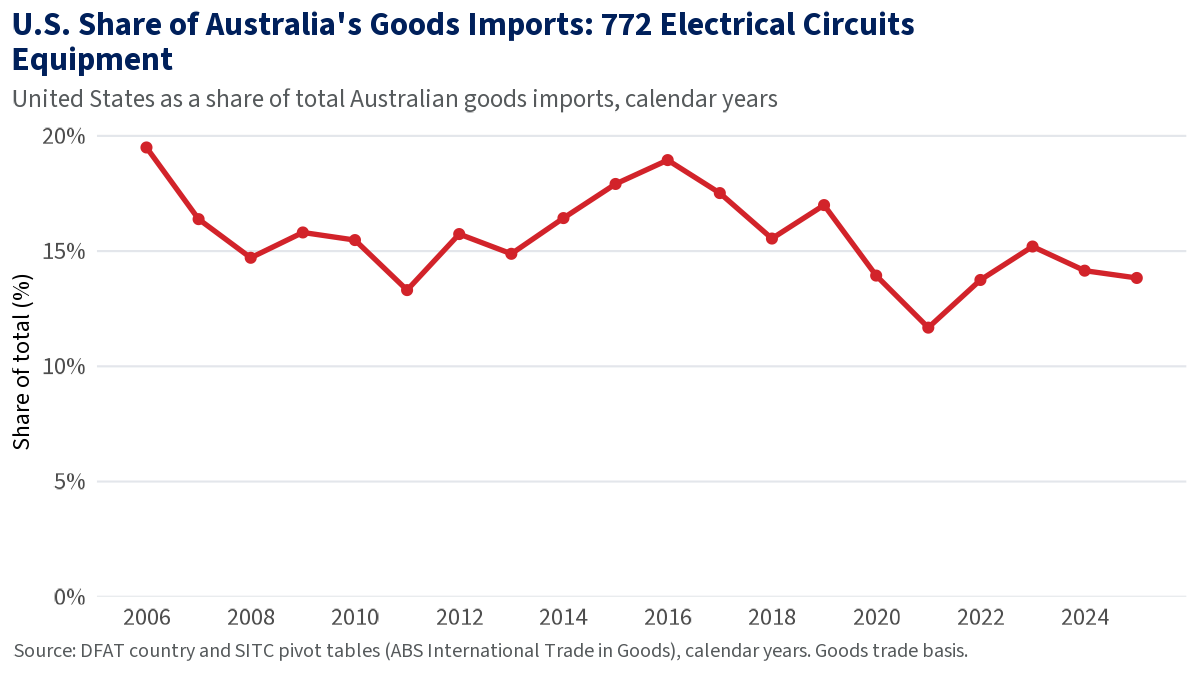 U.S. Share of Australia's Goods Imports: 772 Electrical Circuits
Equipment
United States as a share of total Australian goods imports, calendar years
Share of total (%)
20%
15%
10%
5%
0%
2006 2008 2010 2012 2014 2016 2018 2020 2022 2024
Source: DFAT country and SITC pivot tables (ABS International Trade in Goods), calendar years. Goods trade basis.